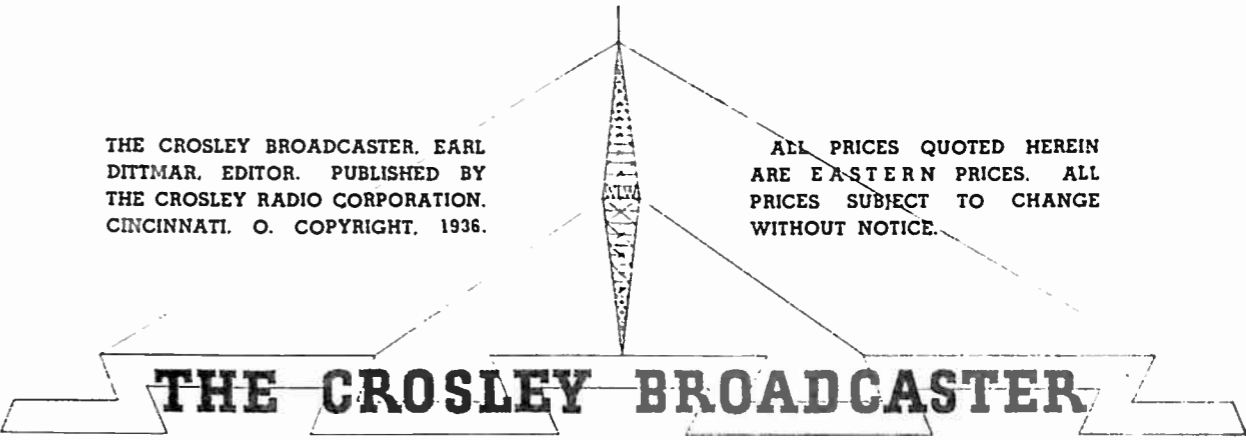 THE CROSLEY BROADCASTER, EARL
DITTMAR, EDITOR. PUBLISHED BY
THE CROSLEY RADIO CORPORATION,
CINCINNATI, O. COPYRIGHT, 1936.
ALL PRICES QUOTED HEREIN
ARE EASTERN PRICES. ALL
PRICES SUBJECT TO CHANGE
WITHOUT NOTICE.
WLW
THE CROSLEY BROADCASTER